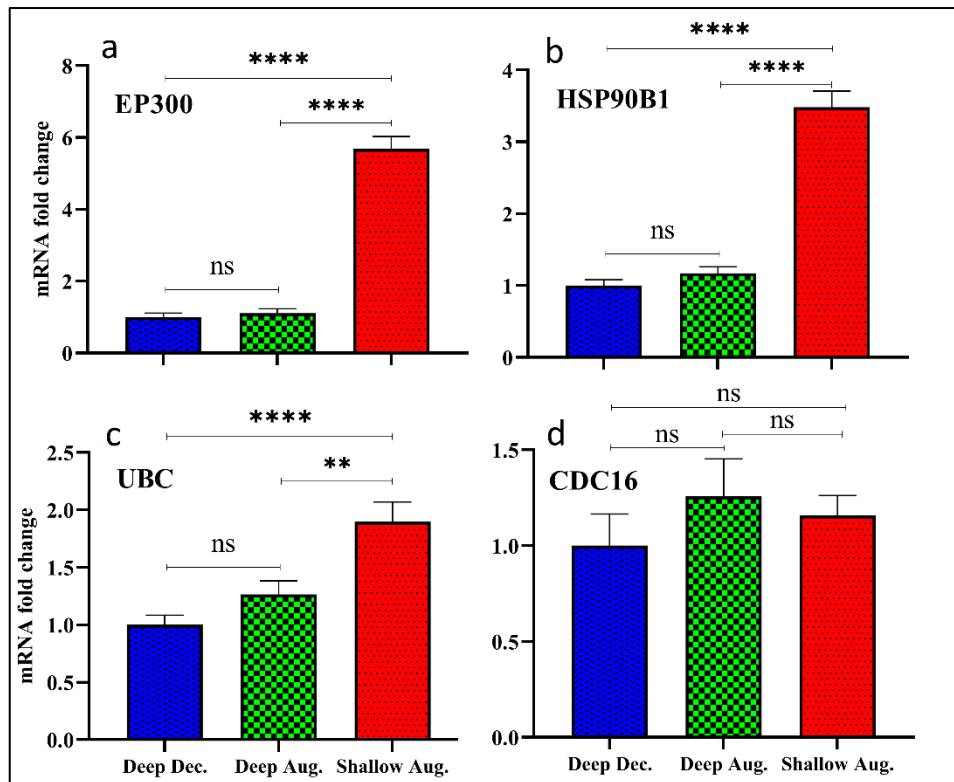 a
EP300
mRNA fold change
8
6
4
2
0
****
****
ns
b
HSP90B1
4
3
2
1
0
****
****
ns
c
UBC
mRNA fold change
2.5
2.0
1.5
1.0
0.5
0.0
****
**
ns
Deep Dec. Deep Aug. Shallow Aug.
d
CDC16
1.5
1.0
0.5
0.0
ns
ns
ns
Deep Dec. Deep Aug. Shallow Aug.